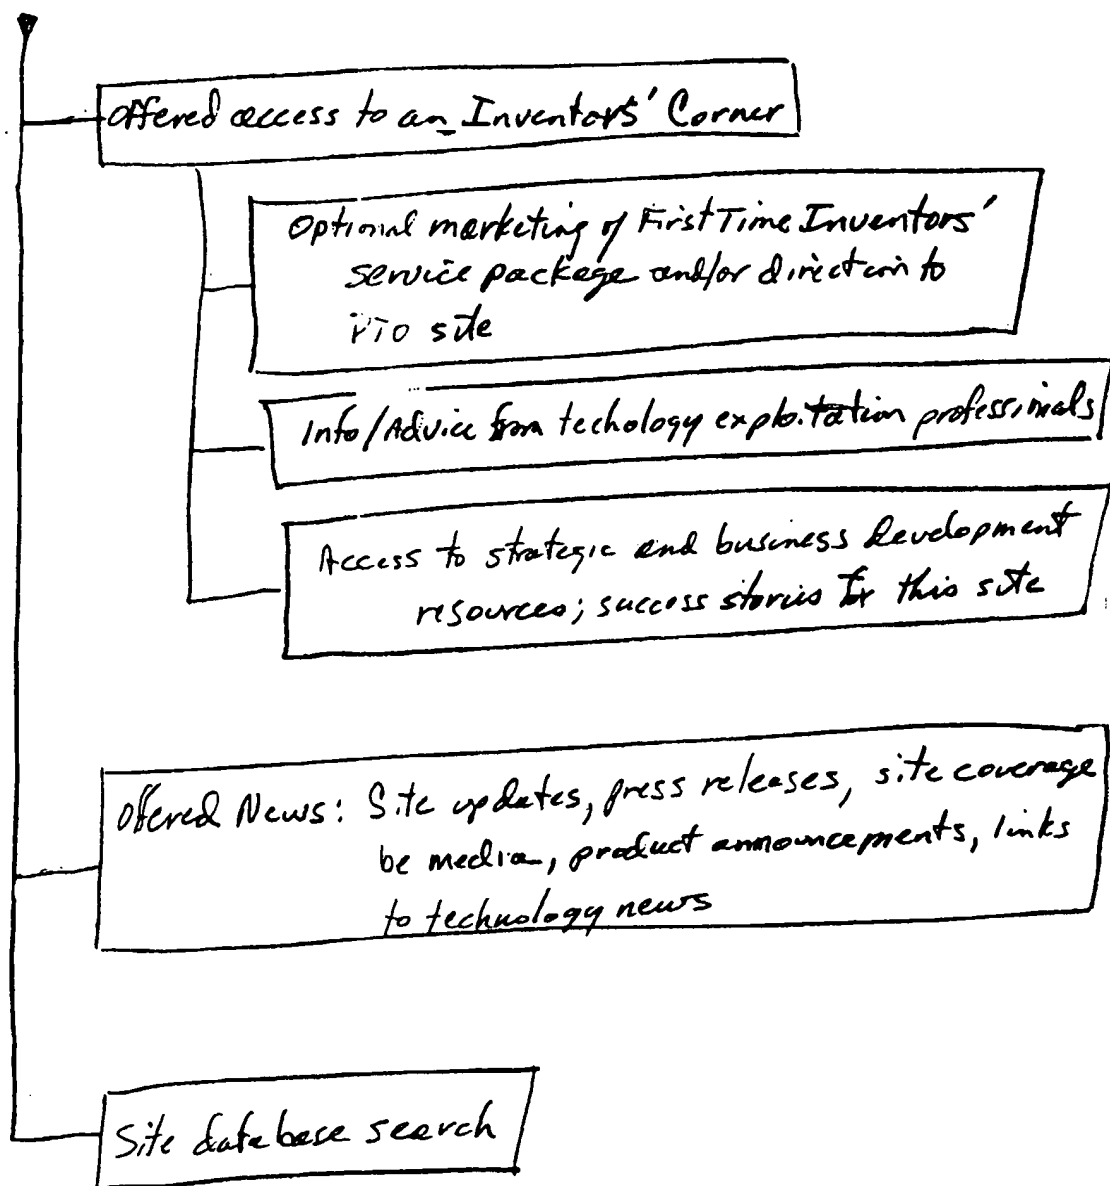 Offered access to an Inventors' Corner
Optional marketing of First Time Inventors'
service package and/or direction to
PTO site
Info/Advice from techology exploitation professionals
Access to strategic and business development
resources; success stories for this site
Offered News: Site updates, press releases, site coverage
be media, product announcements, links
to technology news
Site database search